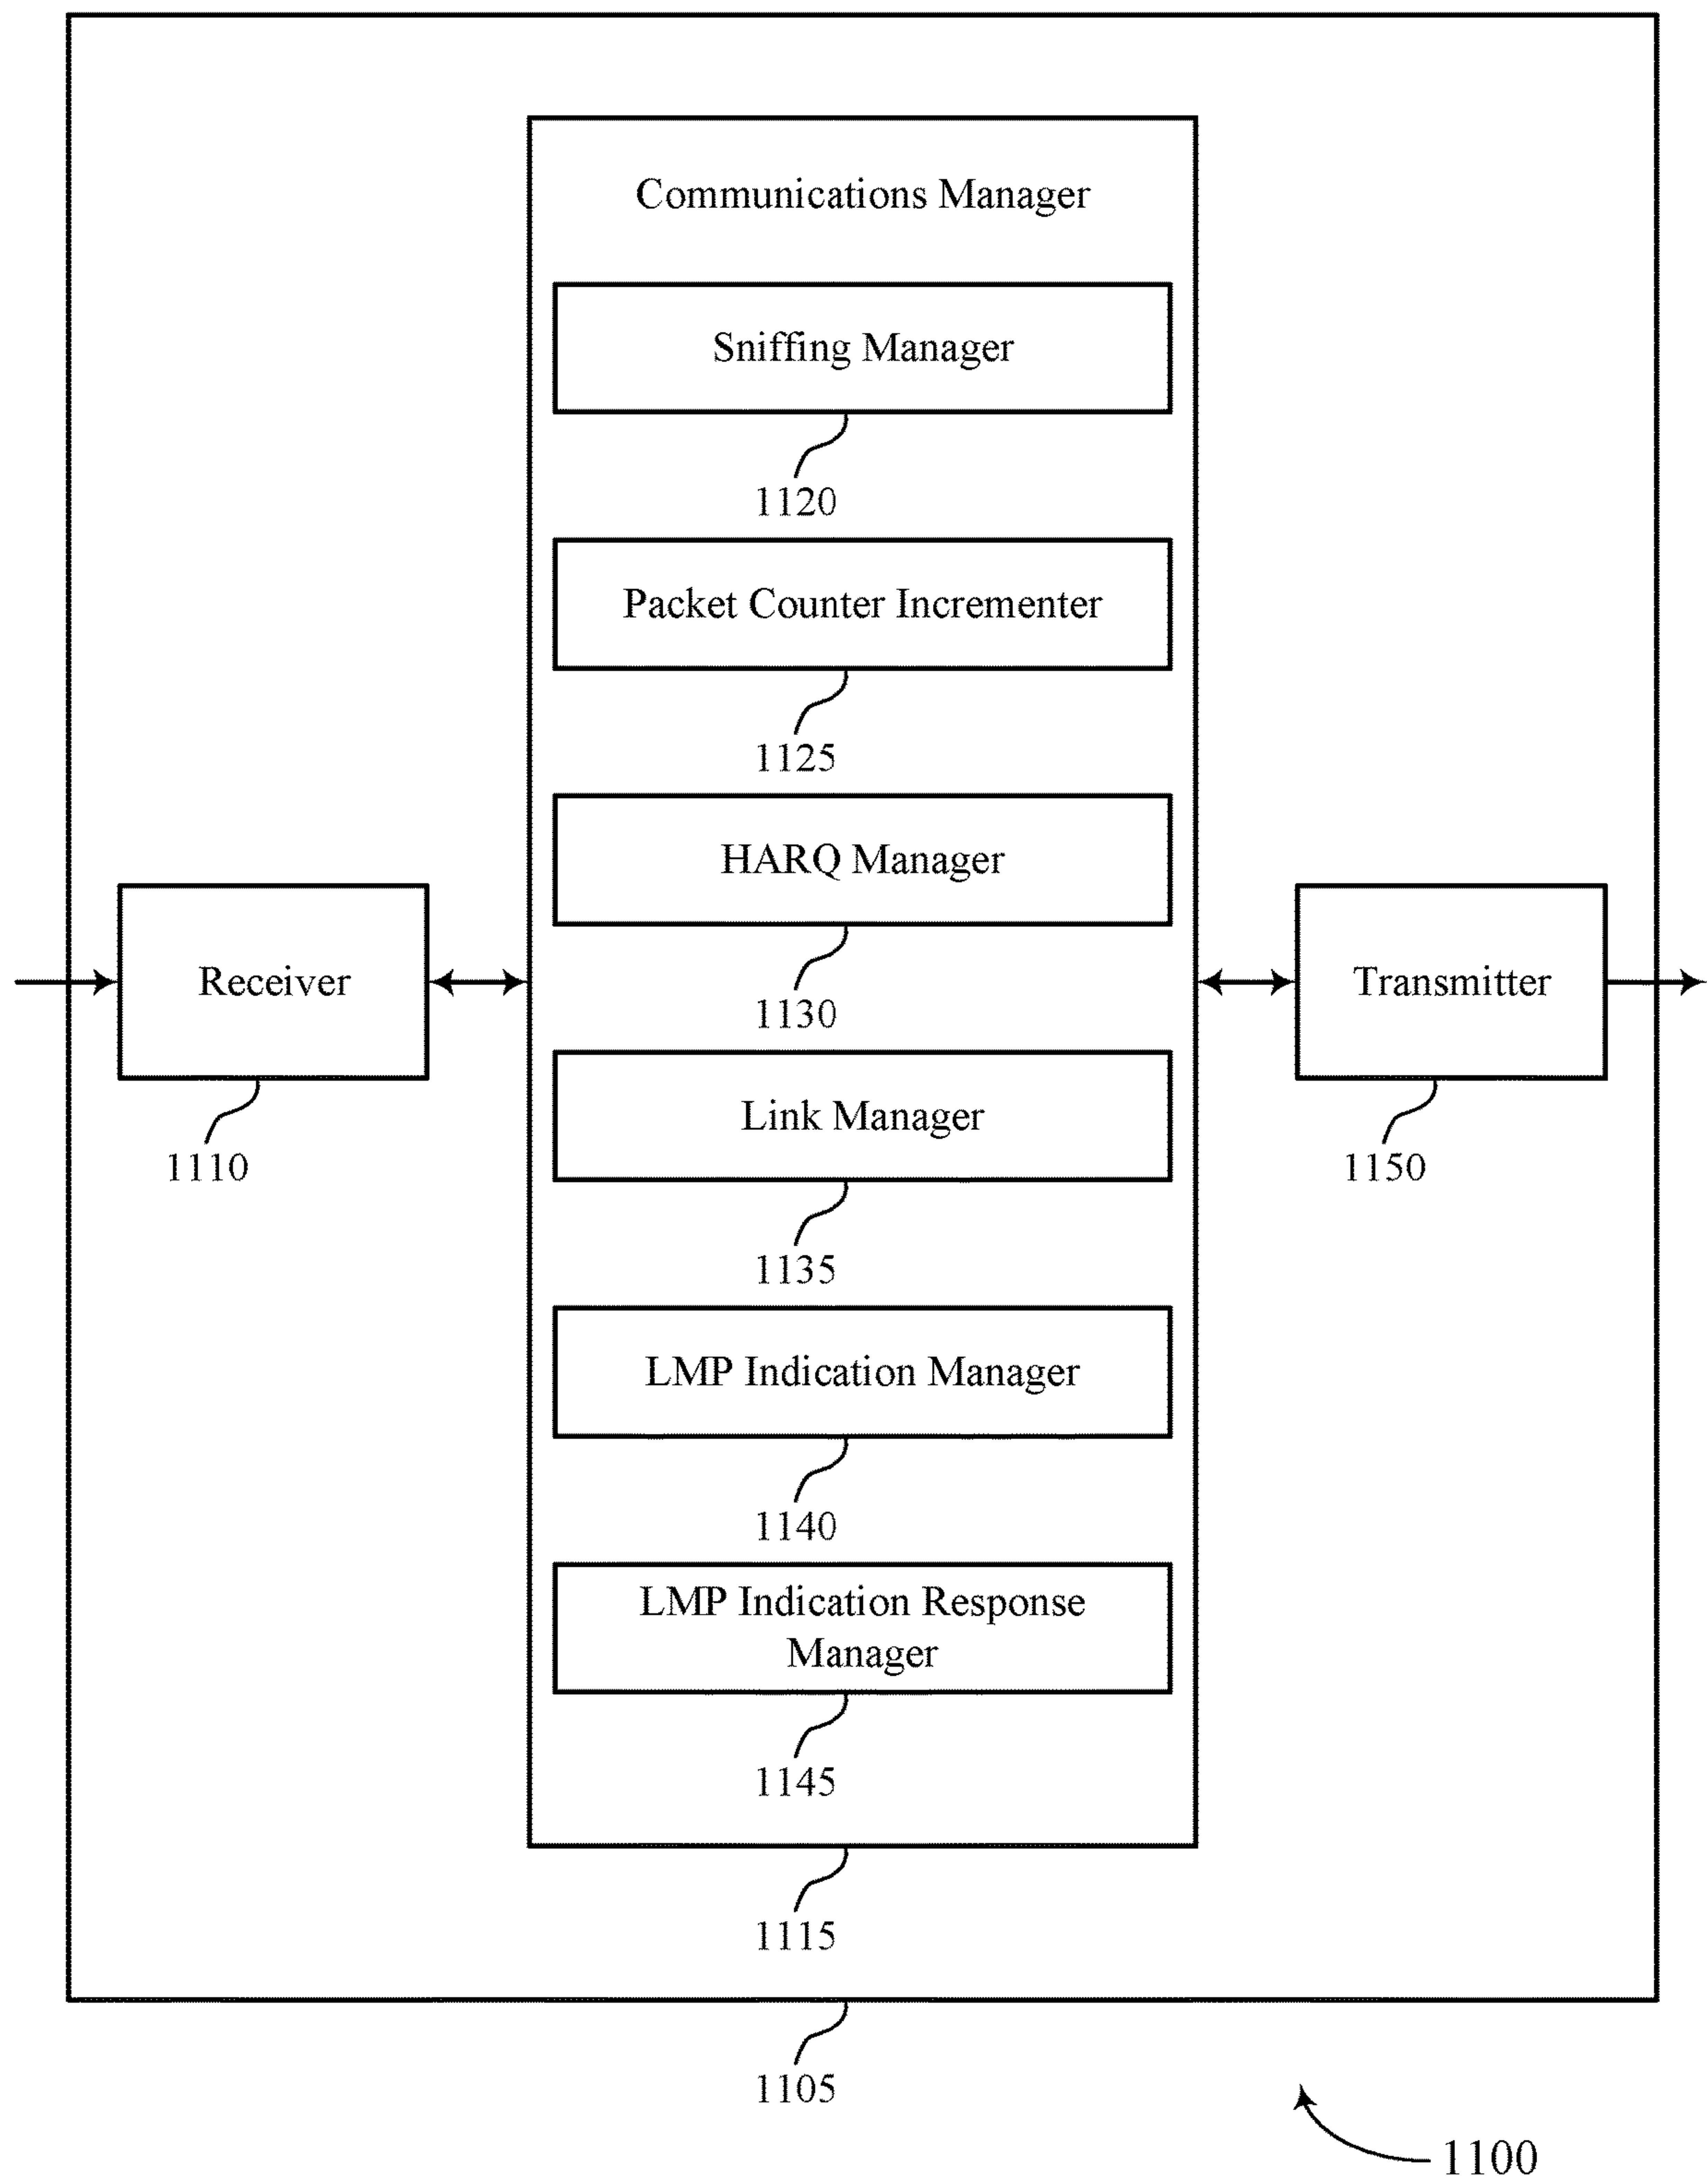 Communications Manager
Sniffing Manager
1120
Packet Counter Incrementer
1125
HARQ Manager
1130
Receiver
1110
Transmitter
1150
Link Manager
1135
LMP Indication Manager
1140
LMP Indication Response
Manager
1145
1115
1105
1100